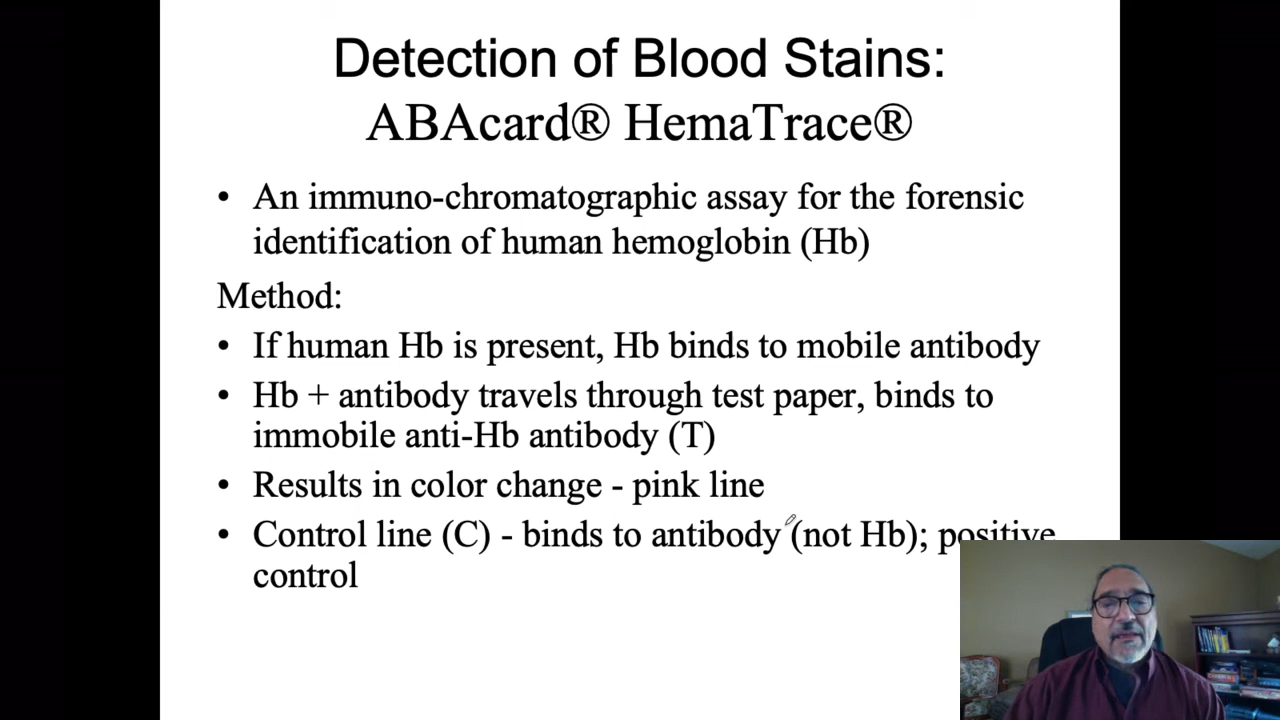 Detection of Blood Stains:
ABAcard® HemaTrace®
• An immuno-chromatographic assay for the forensic
identification of human hemoglobin (Hb)
Method:
• If human Hb is present, Hb binds to mobile antibody
• Hb + antibody travels through test paper, binds to
immobile anti-Hb antibody (T)
• Results in color change - pink line
• Control line (C) - binds to antibody (not Hb); positive
control